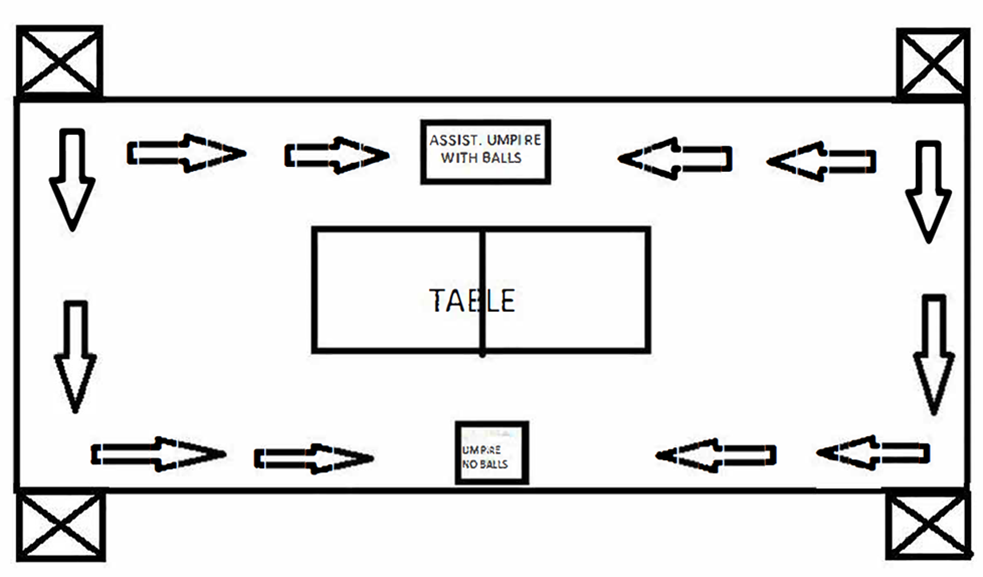 ASSIST. UMPIRE
WITH BALLS
TABLE
UMPIRE
NO BALLS